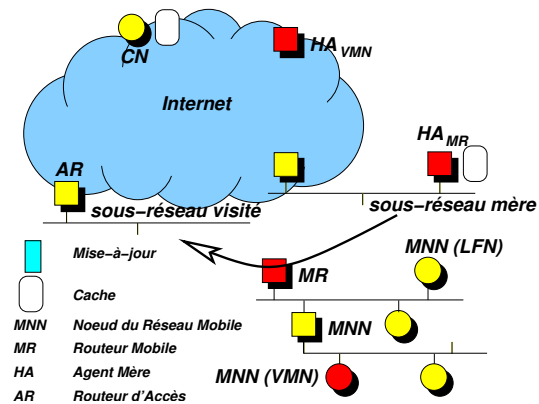 CN
HA VMN
Internet
HA MR
AR
sous-réseau visité
sous-réseau mère
MNN (LFN)
Mise-à-jour
MR
Cache
MNN
MNN Noeud du Réseau Mobile
MR Routeur Mobile
MNN (VMN)
HA Agent Mère
AR Routeur d'Accès